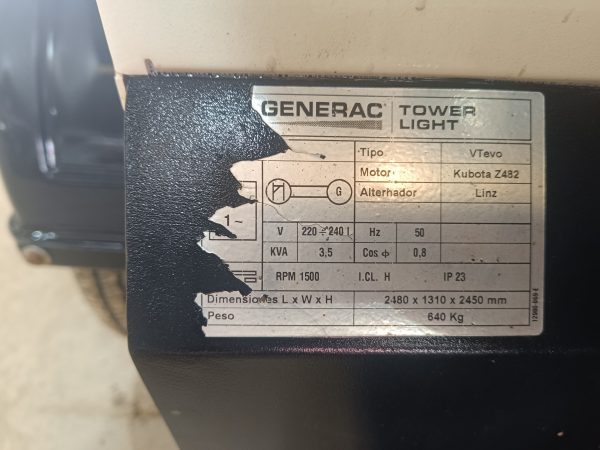 GENERAC TOWER LIGHT
Tipo VTevo
Motor Kubota Z482
G Alterhador Linz
1~
V 220 ÷ 240 Hz 50
KVA 3,5 Cos ф 0,8
RPM 1500 I.CL. H IP 23
Dimensiones L x W x H 2480 x 1310 x 2450 mm
Peso 640 Kg